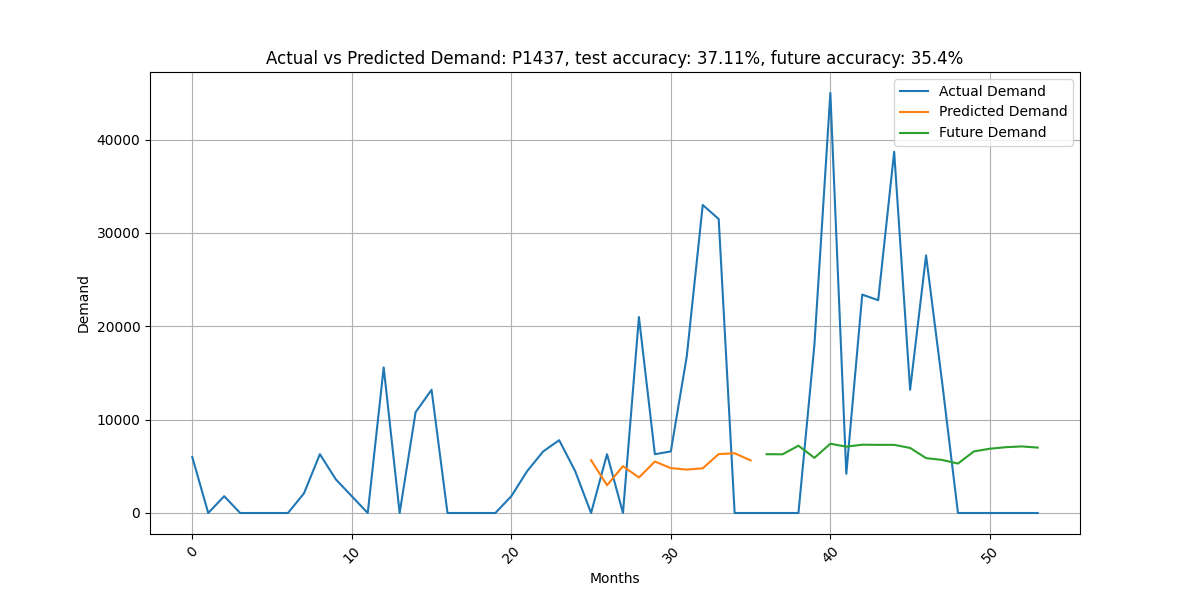 Actual vs Predicted Demand: P1437, test accuracy: 37.11%, future accuracy: 35.4%
Actual Demand
Predicted Demand
Future Demand
40000
30000
20000
10000
0
Demand
0
10
20
30
40
50
Months